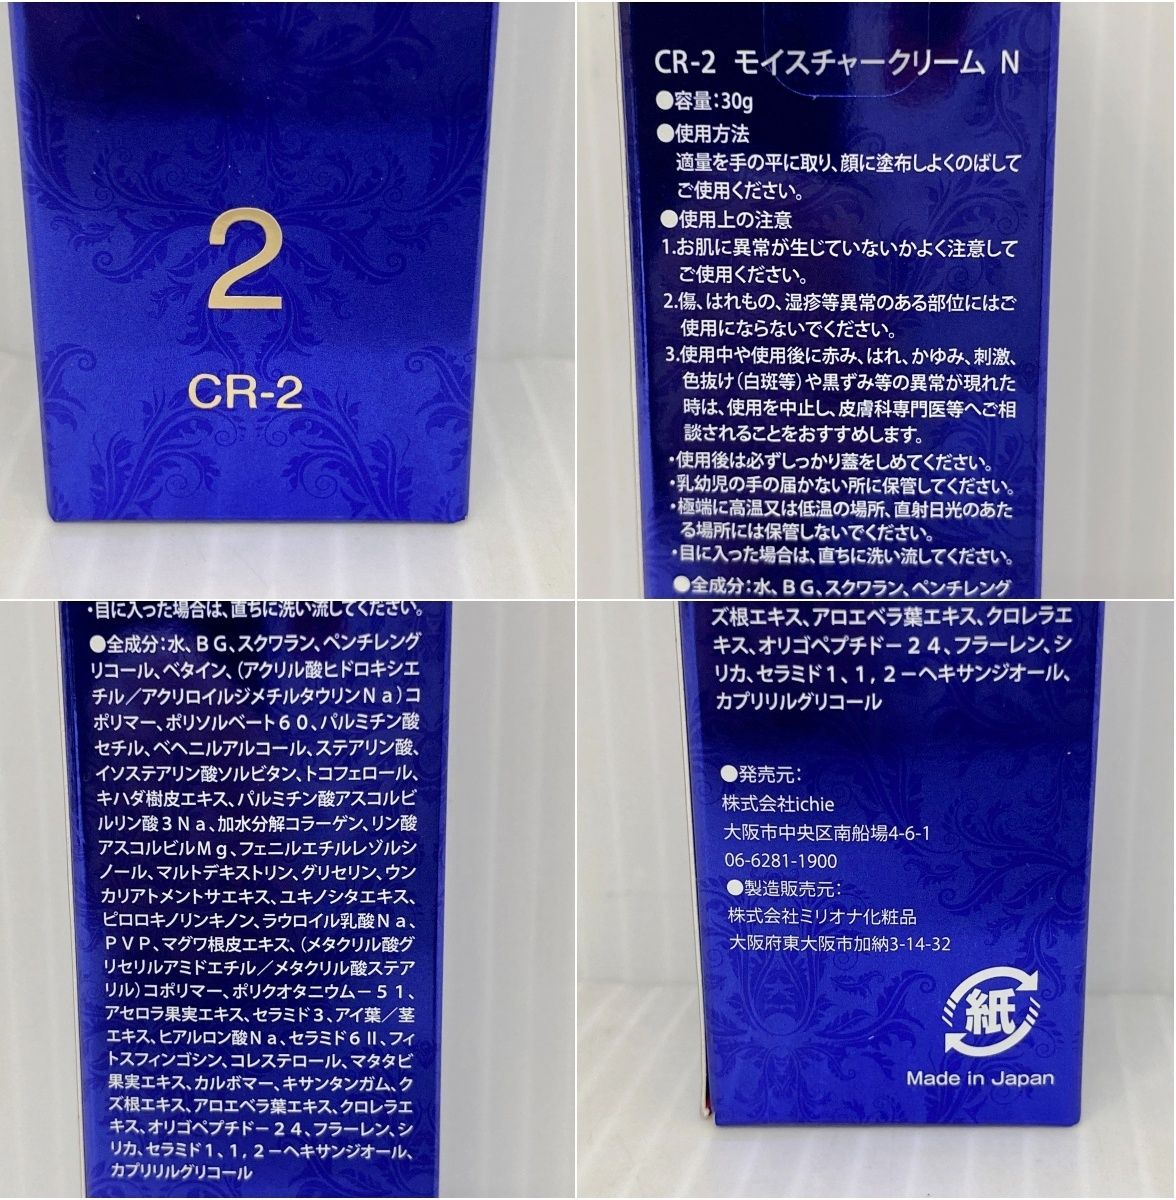 2
CR-2
CR-2 モイスチャークリーム N
●容量:30g
●使用方法
適量を手の平に取り、顔に塗布しよくのばして
ご使用ください。
●使用上の注意
1.お肌に異常が生じていないかよく注意して
ご使用ください。
2.傷、はれもの、湿疹等異常のある部位にはご
使用にならないでください。
3.使用中や使用後に赤み、はれ、かゆみ、刺激、
色抜け(白斑等)や黒ずみ等の異常が現れた
時は、使用を中止し、皮膚科専門医等へご相
談されることをおすすめします。
・使用後は必ずしっかり蓋をしめてください。
・乳幼児の手の届かない所に保管してください。
・極端に高温又は低温の場所、直射日光のあた
る場所には保管しないでください。
・目に入った場合は、直ちに洗い流してください。
●全成分:水、BG、スクワラン、ペンチレング
・目に入った場合は、直ちに洗い流してください。
●全成分:水、BG、スクワラン、ペンチレング
リコール、ベタイン、(アクリル酸ヒドロキシエ
チル/アクリロイルジメチルタウリンNa)コ
ポリマー、ポリソルベート60、パルミチン酸
セチル、ベヘニルアルコール、ステアリン酸、
イソステアリン酸ソルビタン、トコフェロール、
キハダ樹皮エキス、パルミチン酸アスコルビ
ルリン酸3Na、加水分解コラーゲン、リン酸
アスコルビルMg、フェニルエチルレゾルシ
ノール、マルトデキストリン、グリセリン、ウン
カリアトメントサエキス、ユキノシタエキス、
ピロロキノリンキノン、ラウロイル乳酸Na、
PVP、マグワ根皮エキス、(メタクリル酸グ
リセリルアミドエチル/メタクリル酸ステア
リル)コポリマー、ポリクオタニウム-51、
アセロラ果実エキス、セラミド3、アイ葉/茎
エキス、ヒアルロン酸Na、セラミド6II、フィ
トスフィンゴシン、コレステロール、マタタビ
果実エキス、カルボマー、キサンタンガム、ク
ズ根エキス、アロエベラ葉エキス、クロレラエ
キス、オリゴペプチド-24、フラーレン、シ
リカ、セラミド1、1,2-ヘキサンジオール、
カプリリルグリコール
ズ根エキス、アロエベラ葉エキス、クロレラエ
キス、オリゴペプチド-24、フラーレン、シ
リカ、セラミド1、1,2-ヘキサンジオール、
カプリリルグリコール
●発売元:
株式会社ichie
大阪市中央区南船場4-6-1
06-6281-1900
●製造販売元:
株式会社ミリオナ化粧品
大阪府東大阪市加納3-14-32
紙
Made in Japan